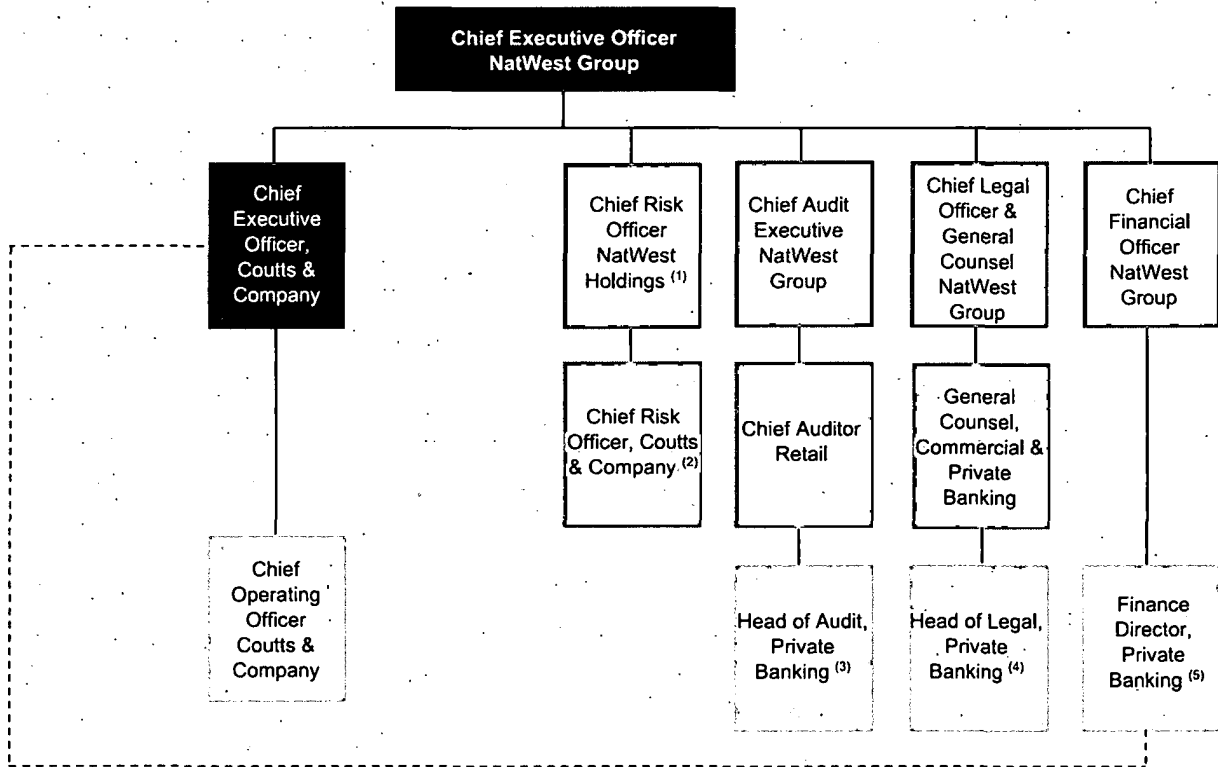 Chief Executive Officer
NatWest Group
Chief
Executive
Officer,
Coutts &
Company
Chief Risk
Officer
NatWest
Holdings (1)
Chief Audit
Executive
NatWest
Group
Chief Legal
Officer &
General
Counsel
NatWest
Group
Chief
Financial
Officer
NatWest
Group
Chief Risk
Officer, Coutts
& Company (2)
Chief Auditor
Retail
General
Counsel,
Commercial &
Private
Banking
Chief
Operating
Officer
Coutts &
Company
Head of Audit,
Private
Banking (3)
Head of Legal,
Private
Banking (4)
Finance
Director,
Private
Banking (5)